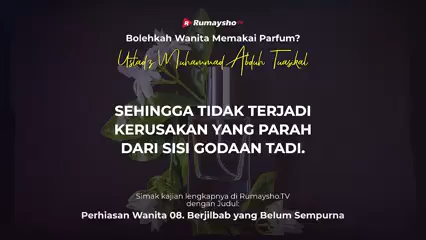 Rumaysho TV
Bolehkah Wanita Memakai Parfum?
Ustadz Muhammad Abduh Tuasikal
SEHINGGA TIDAK TERJADI
KERUSAKAN YANG PARAH
DARI SISI GODAAN TADI.
Simak kajian lengkapnya di Rumaysho.TV
dengan Judul:
Perhiasan Wanita 08. Berjilbab yang Belum Sempurna